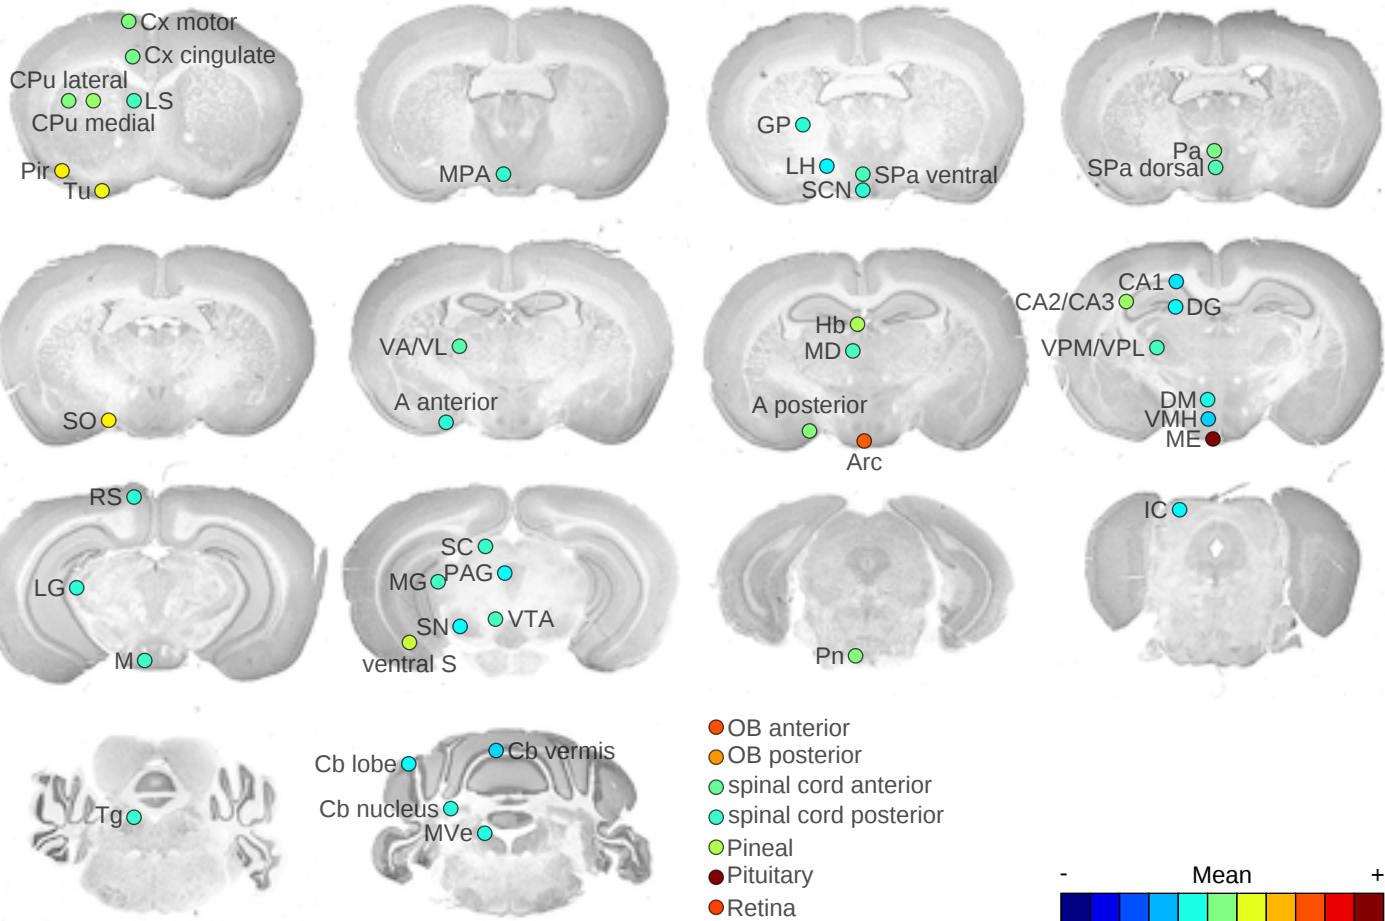 Cx motor
Cx cingulate
CPu lateral
LS
CPu medial
Pir
Tu
MPA
GP
LH
SPa ventral
SCN
Pa
SPa dorsal
SO
VA/VL
A anterior
Hb
MD
A posterior
Arc
CA1
CA2/CA3
DG
VPM/VPL
DM
VMH
ME
RS
LG
M
SC
MG
PAG
SN
VTA
ventral S
Pn
IC
Tg
Cb lobe
Cb vermis
Cb nucleus
MVe
OB anterior
OB posterior
spinal cord anterior
spinal cord posterior
Pineal
Pituitary
Retina
- Mean +